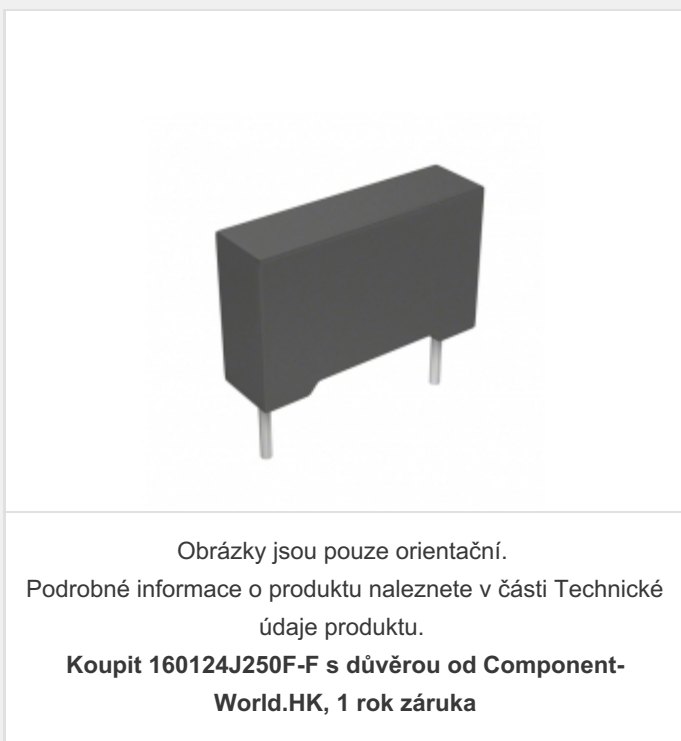 Obrázky jsou pouze orientační.
Podrobné informace o produktu naleznete v části Technické
údaje produktu.
Koupit 160124J250F-F s důvěrou od Component-
World.HK, 1 rok záruka